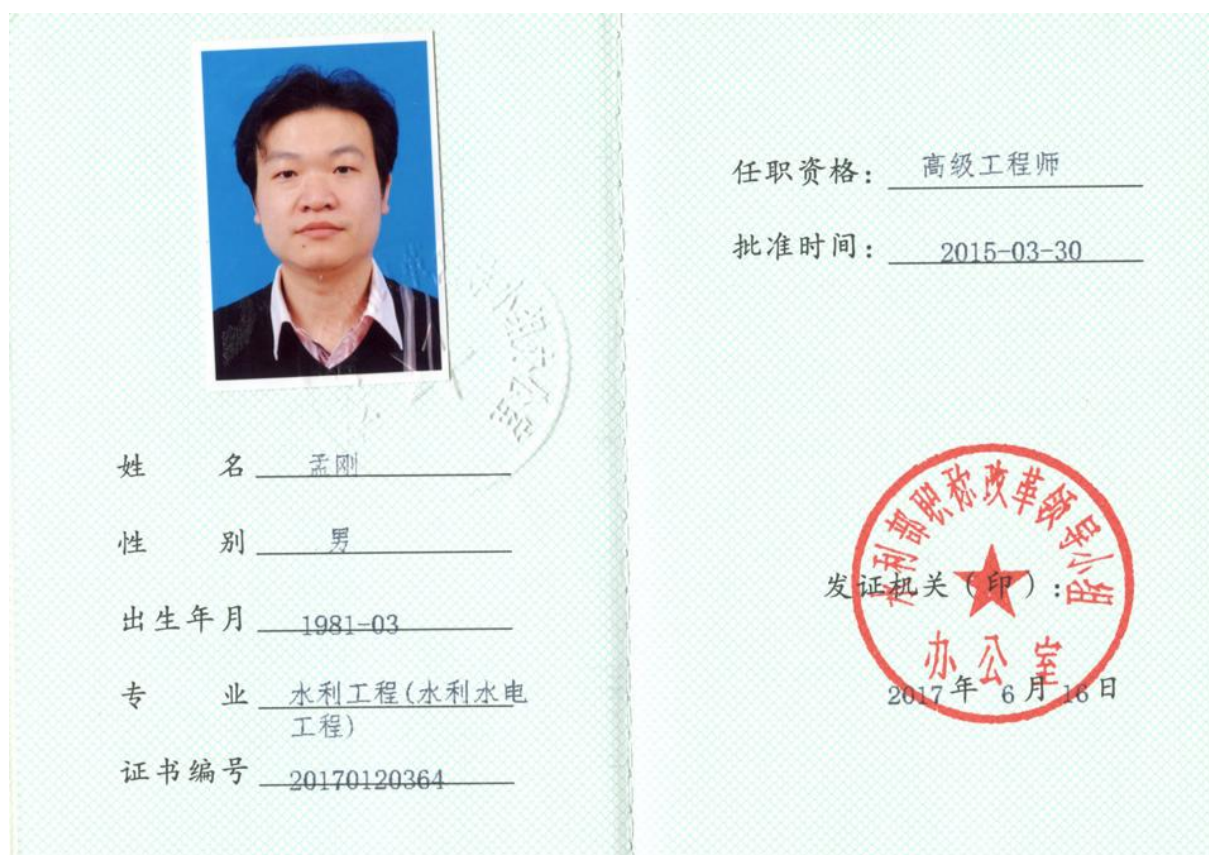 姓 名 孟刚
性 别 男
出生年月 1981-03
专 业 水利工程(水利水电
工程)
证书编号 20170120364
任职资格: 高级工程师
批准时间: 2015-03-30
水利部职称改革领导小组
发证机关(印):
办公室
2017年 6月 16日